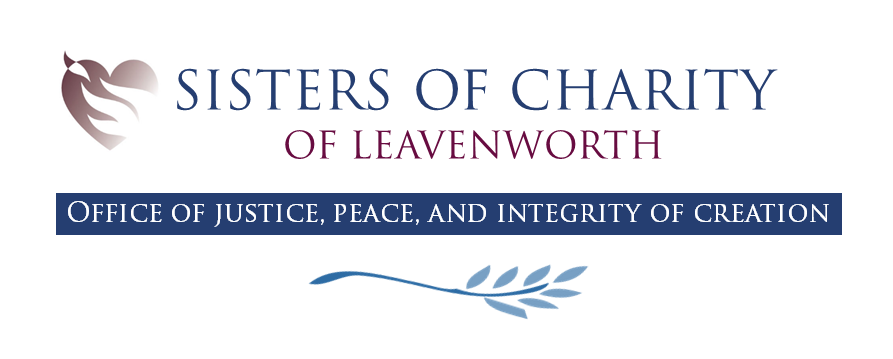 SISTERS OF CHARITY
OF LEAVENWORTH
OFFICE OF JUSTICE, PEACE, AND INTEGRITY OF CREATION